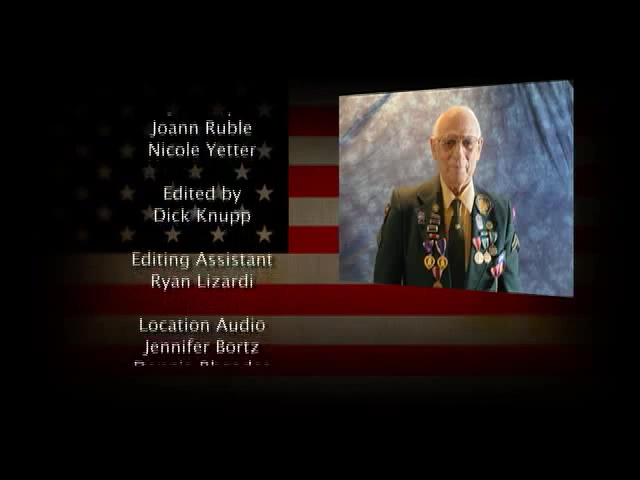 Joann Ruble
Nicole Yetter
Edited by
Dick Knupp
Editing Assistant
Ryan Lizardi
Location Audio
Jennifer Bortz